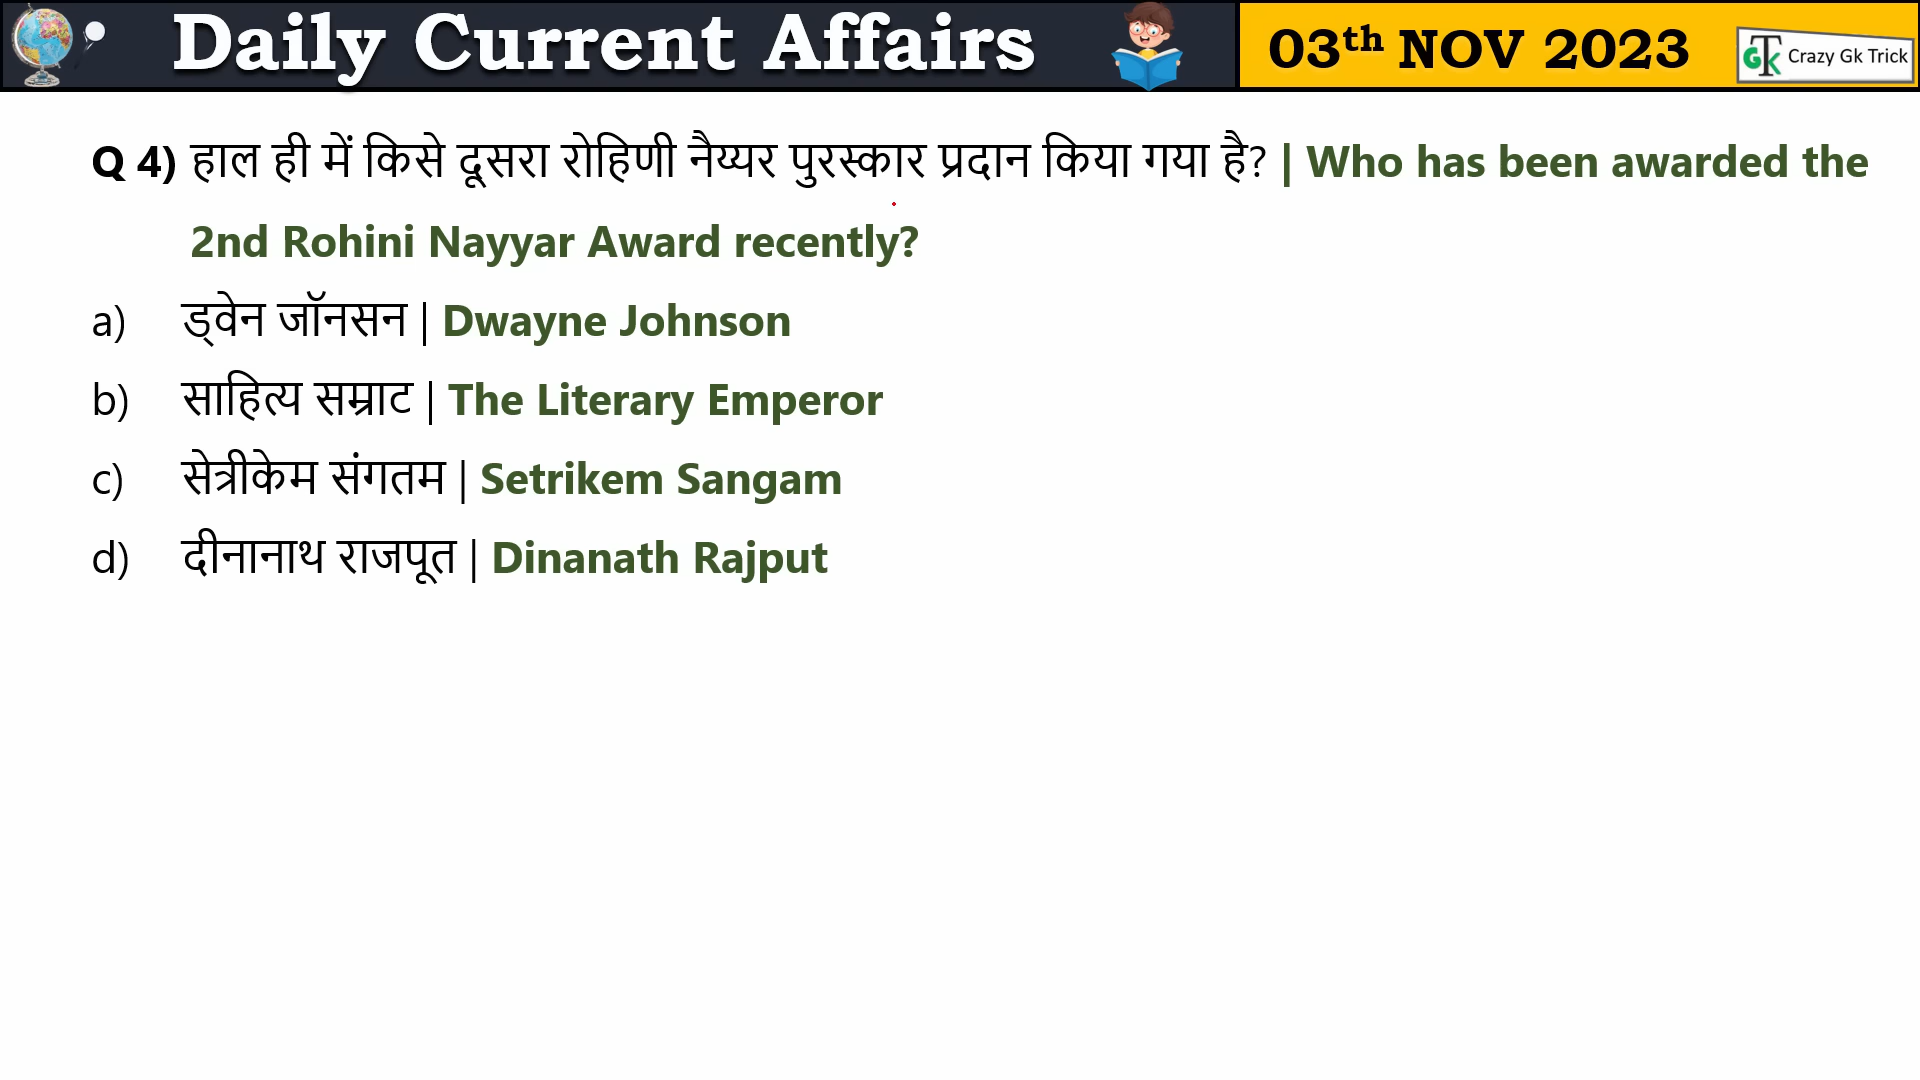 Daily Current Affairs
03th NOV 2023
GTK Crazy Gk Trick
Q 4) हाल ही में किसे दूसरा रोहिणी नैय्यर पुरस्कार प्रदान किया गया है? | Who has been awarded the
2nd Rohini Nayyar Award recently?
a) ड्वेन जॉनसन | Dwayne Johnson
b) साहित्य सम्राट | The Literary Emperor
c) सेत्रीकेम संगतम | Setrikem Sangam
d) दीनानाथ राजपूत | Dinanath Rajput